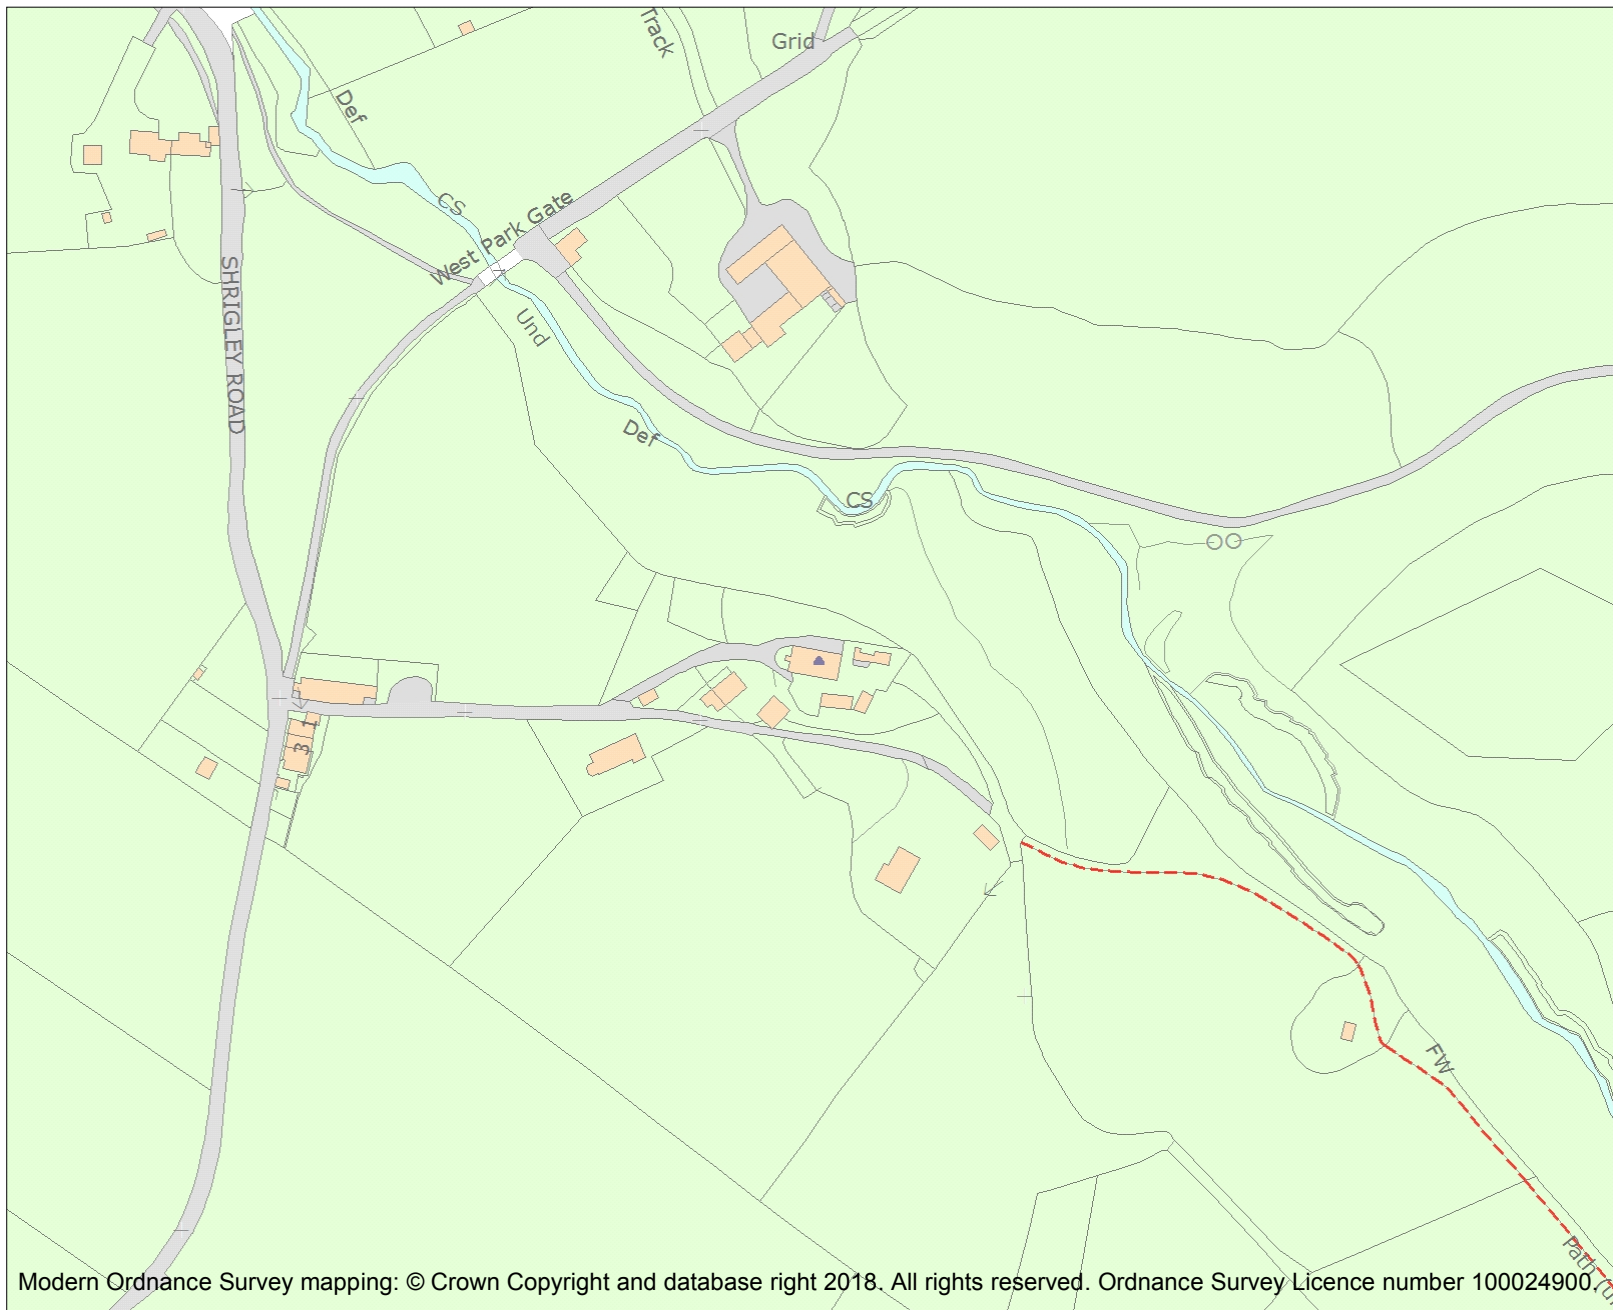 Track
Grid
Def
CS
West Park Gate
SHRIGLEY ROAD
Und
Def
CS
1
3
FW
Path
Modern Ordnance Survey mapping: © Crown Copyright and database right 2018. All rights reserved. Ordnance Survey Licence number 100024900.